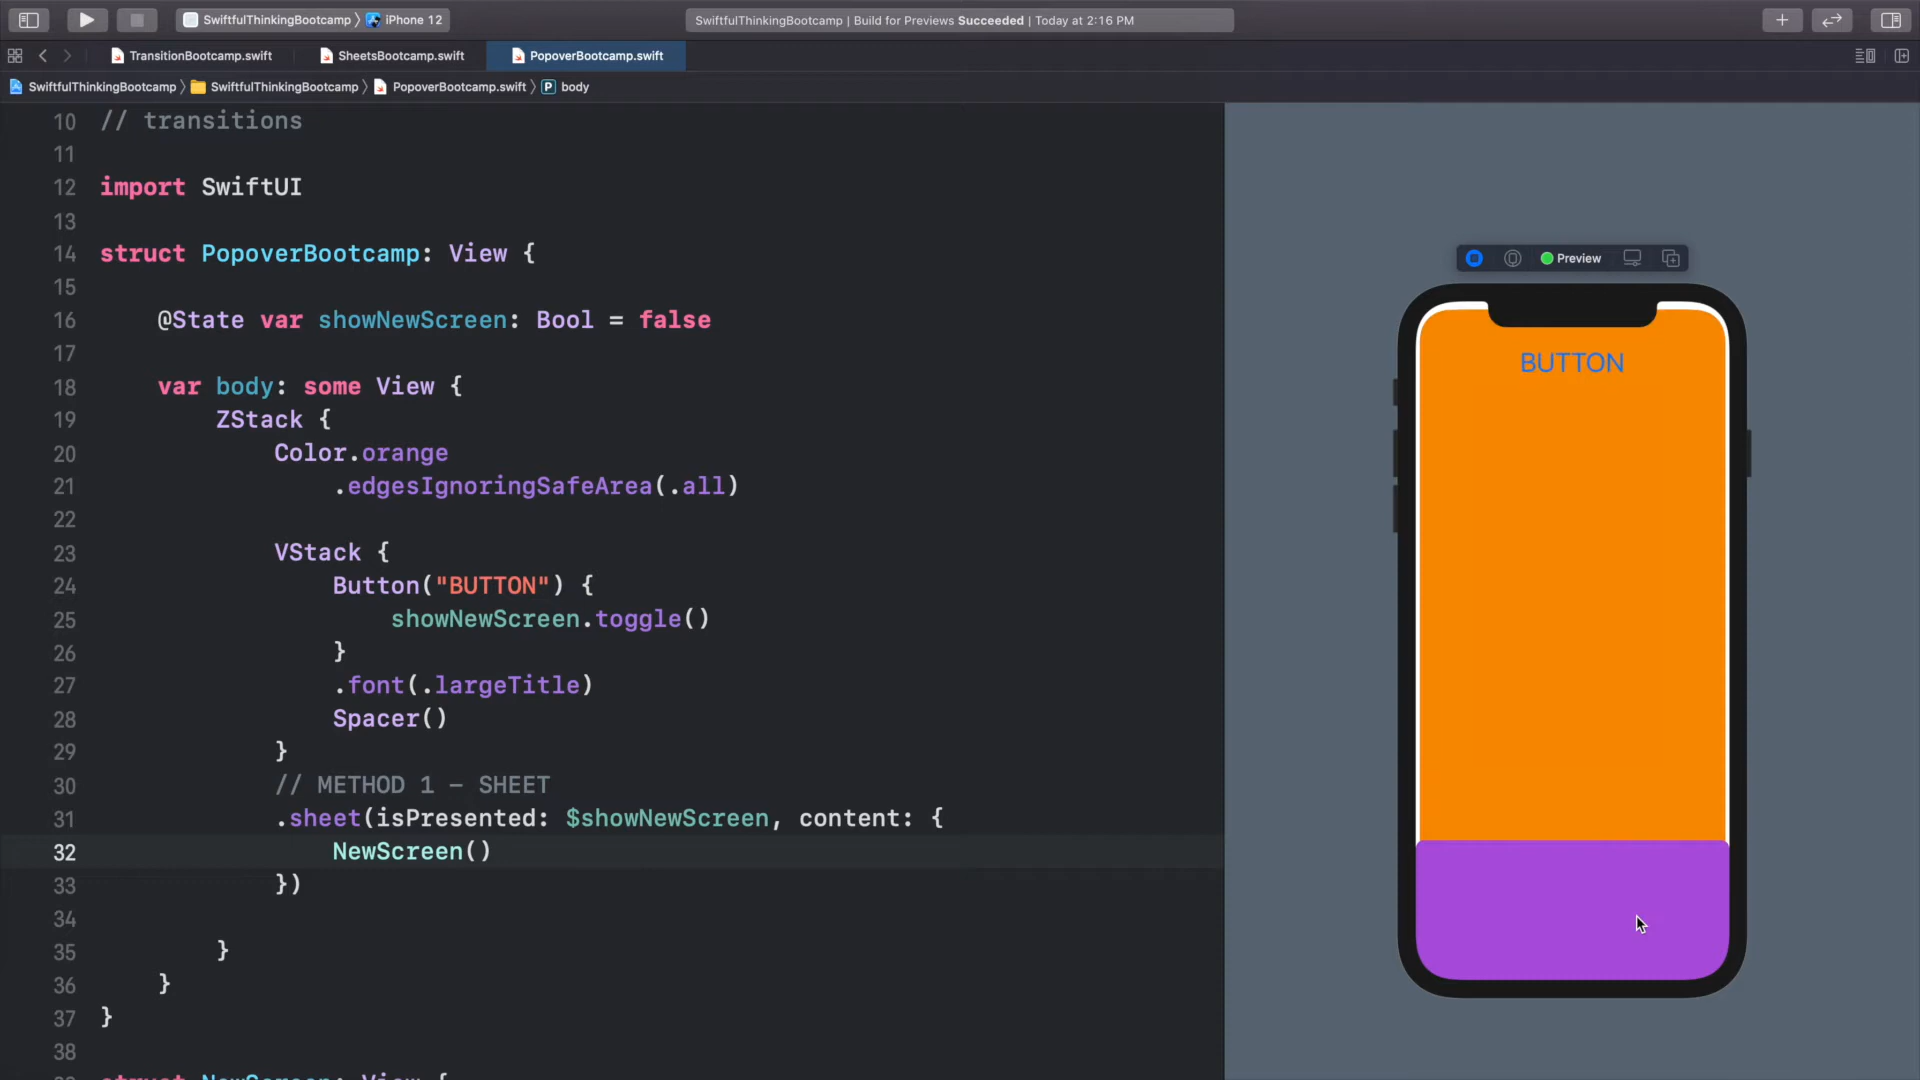 SwiftfulThinkingBootcamp 〉 iPhone 12
SwiftfulThinkingBootcamp | Build for Previews Succeeded | Today at 2:16 PM
TransitionBootcamp.swift
SheetsBootcamp.swift
PopoverBootcamp.swift
SwiftfulThinkingBootcamp 〉 SwiftfulThinkingBootcamp 〉 PopoverBootcamp.swift 〉 P body
10 // transitions
11
12 import SwiftUI
13
14 struct PopoverBootcamp: View {
15
16 @State var showNewScreen: Bool = false
17
18 var body: some View {
19 ZStack {
20 Color.orange
21 .edgesIgnoringSafeArea(.all)
22
23 VStack {
24 Button("BUTTON") {
25 showNewScreen.toggle()
26 }
27 .font(.largeTitle)
28 Spacer()
29 }
30 // METHOD 1 - SHEET
31 .sheet(isPresented: $showNewScreen, content: {
32 NewScreen()
33 })
34
35 }
36 }
37 }
38
struct NewScreen: View {
Preview
BUTTON